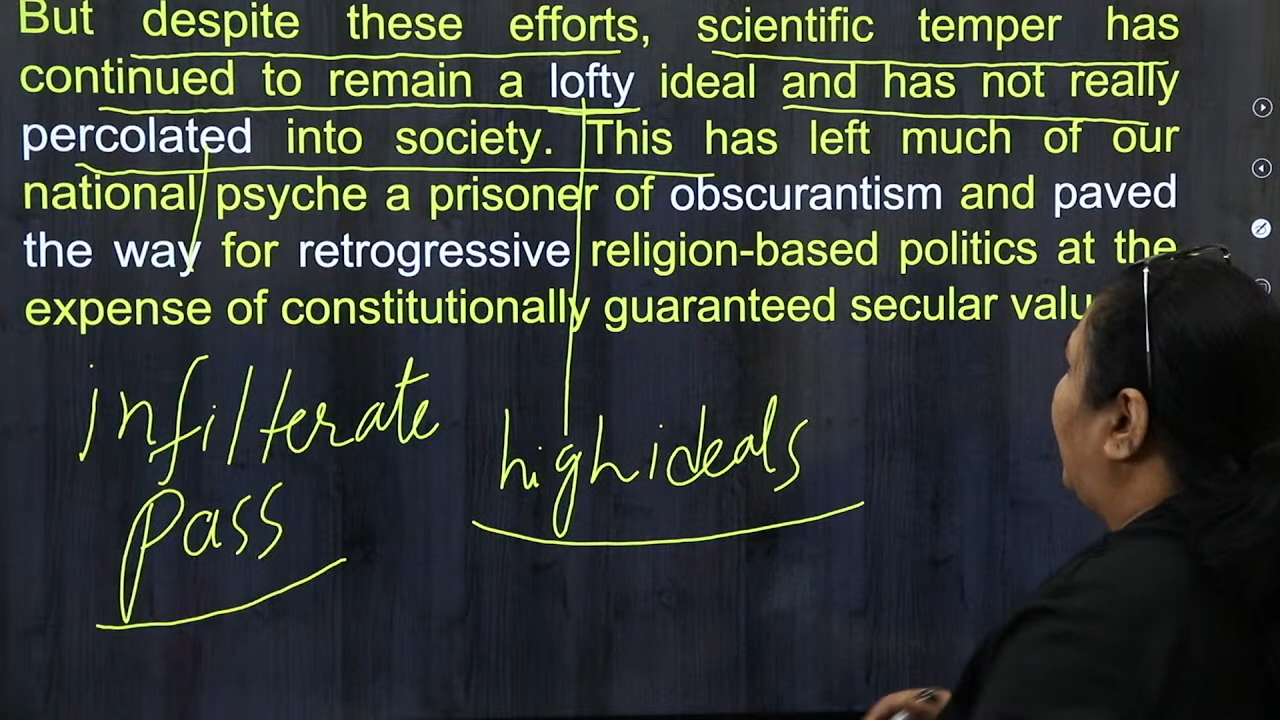 But despite these efforts, scientific temper has
continued to remain a lofty ideal and has not really
percolated into society. This has left much of our
national psyche a prisoner of obscurantism and paved
the way for retrogressive religion-based politics at the
expense of constitutionally guaranteed secular valu
infilterate
high ideals
pass